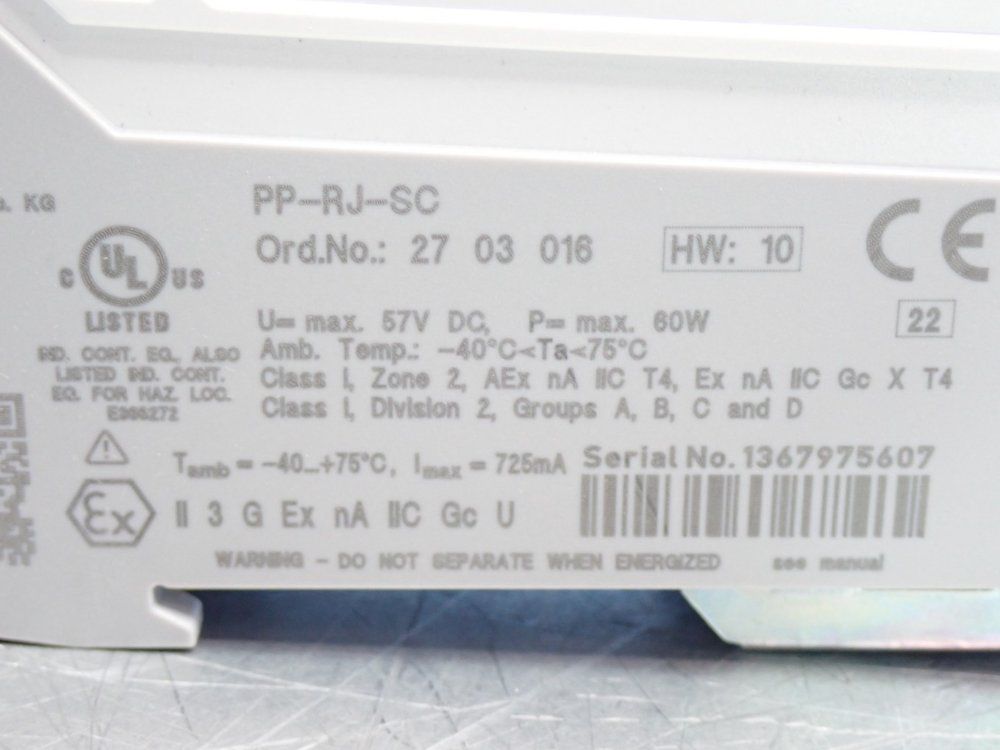 . KG
PP-RJ-SC
Ord.No.: 27 03 016
HW: 10
CE
C UL US
LISTED
IND. CONT. EQ., ALSO
LISTED IND. CONT.
EQ. FOR HAZ. LOC.
U= max. 57V DC, P= max. 60W
22
Amb. Temp.: -40°C<Ta<75°C
Class I, Zone 2, AEx nA IIC T4, Ex nA IIC Gc X T4
Class I, Division 2, Groups A, B, C and D
Tamb = -40...+75°C, Imax = 725mA
Serial No. 1367975607
Ex II 3 G Ex nA IIC Gc U
WARNING - DO NOT SEPARATE WHEN ENERGIZED see manual